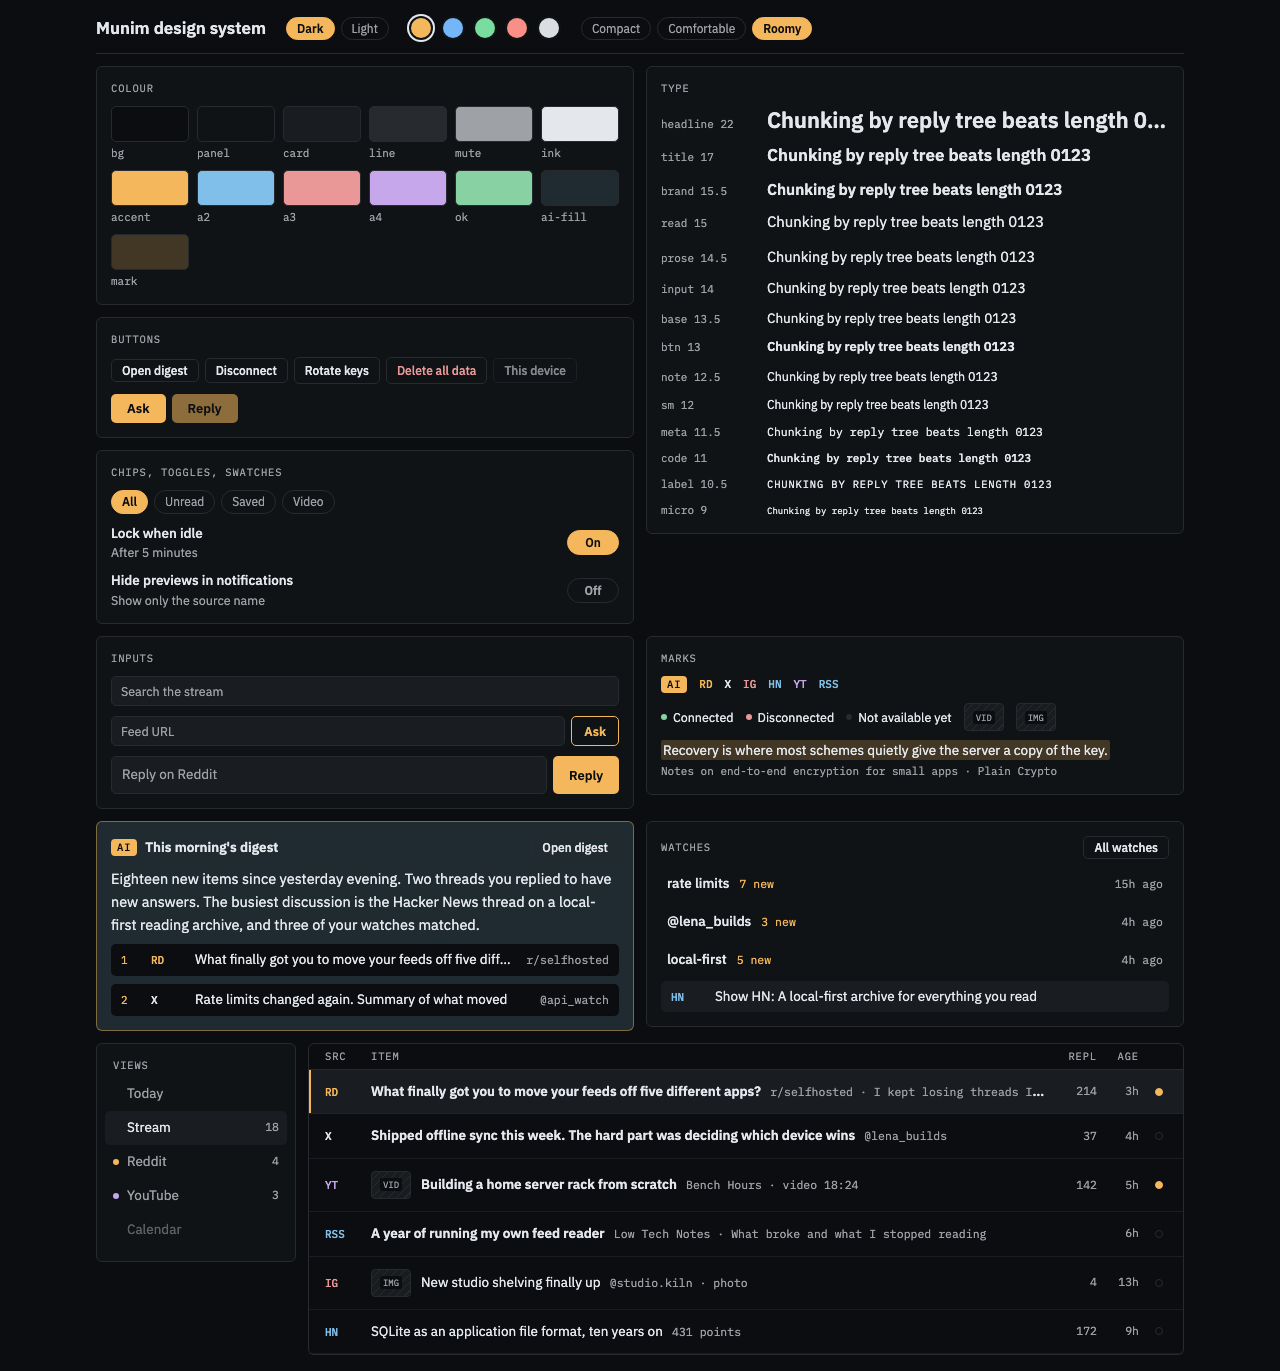 Munim design system
Dark Light Compact Comfortable Roomy
COLOUR
bg panel card line mute ink
accent a2 a3 a4 ok ai-fill
mark
TYPE
headline 22 Chunking by reply tree beats length 0…
title 17 Chunking by reply tree beats length 0123
brand 15.5 Chunking by reply tree beats length 0123
read 15 Chunking by reply tree beats length 0123
prose 14.5 Chunking by reply tree beats length 0123
input 14 Chunking by reply tree beats length 0123
base 13.5 Chunking by reply tree beats length 0123
btn 13 Chunking by reply tree beats length 0123
note 12.5 Chunking by reply tree beats length 0123
sm 12 Chunking by reply tree beats length 0123
meta 11.5 Chunking by reply tree beats length 0123
code 11 Chunking by reply tree beats length 0123
label 10.5 CHUNKING BY REPLY TREE BEATS LENGTH 0123
micro 9 Chunking by reply tree beats length 0123
BUTTONS
Open digest Disconnect Rotate keys Delete all data This device
Ask Reply
CHIPS, TOGGLES, SWATCHES
All Unread Saved Video
Lock when idle
After 5 minutes
On
Hide previews in notifications
Show only the source name
Off
INPUTS
Search the stream
Feed URL Ask
Reply on Reddit Reply
MARKS
AI RD X IG HN YT RSS
Connected Disconnected Not available yet VID IMG
Recovery is where most schemes quietly give the server a copy of the key.
Notes on end-to-end encryption for small apps · Plain Crypto
AI This morning's digest Open digest
Eighteen new items since yesterday evening. Two threads you replied to have
new answers. The busiest discussion is the Hacker News thread on a local-
first reading archive, and three of your watches matched.
1 RD What finally got you to move your feeds off five diff… r/selfhosted
2 X Rate limits changed again. Summary of what moved @api_watch
WATCHES All watches
rate limits 7 new 15h ago
@lena_builds 3 new 4h ago
local-first 5 new 4h ago
HN Show HN: A local-first archive for everything you read
VIEWS
Today
Stream 18
Reddit 4
YouTube 3
Calendar
SRC ITEM REPL AGE
RD What finally got you to move your feeds off five different apps? r/selfhosted · I kept losing threads I… 214 3h
X Shipped offline sync this week. The hard part was deciding which device wins @lena_builds 37 4h
YT VID Building a home server rack from scratch Bench Hours · video 18:24 142 5h
RSS A year of running my own feed reader Low Tech Notes · What broke and what I stopped reading 6h
IG IMG New studio shelving finally up @studio.kiln · photo 4 13h
HN SQLite as an application file format, ten years on 431 points 172 9h